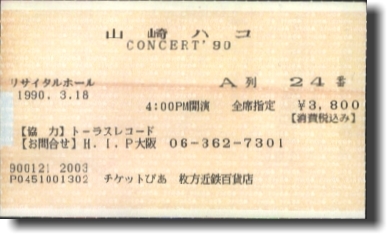 山崎ハコ
CONCERT'90
リサイタルホール A列 24番
1990. 3.18
4:00PM開演 全席指定 ¥3,800
【消費税込み】
【協 力】トーラスレコード
【お問合せ】H.I.P大阪 06-362-7301
900121 2003
P0451001302 チケットぴあ 枚方近鉄百貨店